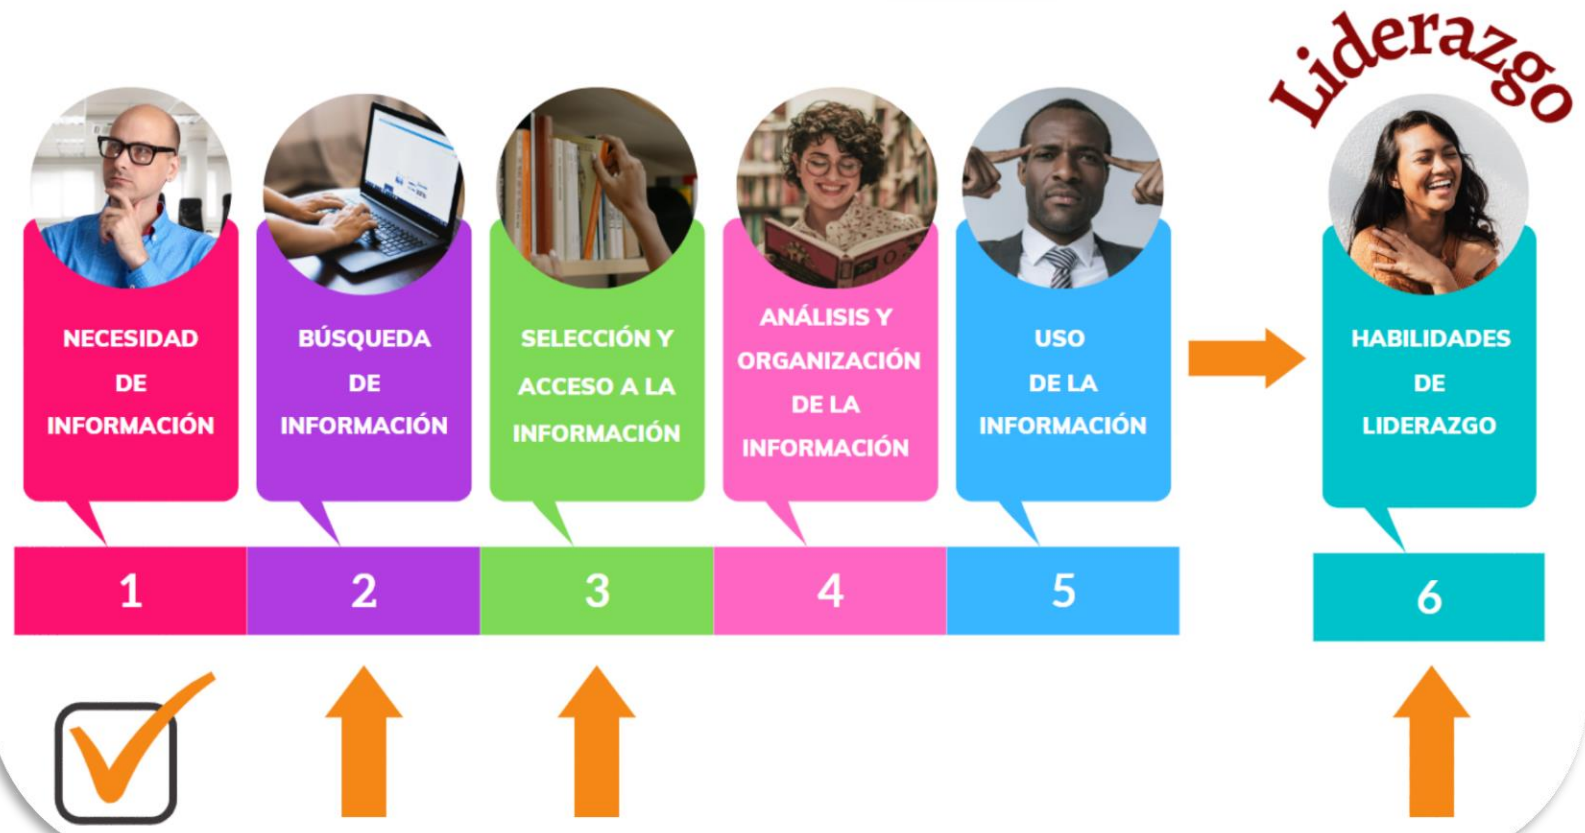 Liderazgo
NECESIDAD
DE
INFORMACIÓN
BÚSQUEDA
DE
INFORMACIÓN
SELECCIÓN Y
ACCESO A LA
INFORMACIÓN
ANÁLISIS Y
ORGANIZACIÓN
DE LA
INFORMACIÓN
USO
DE LA
INFORMACIÓN
HABILIDADES
DE
LIDERAZGO
1
2
3
4
5
6